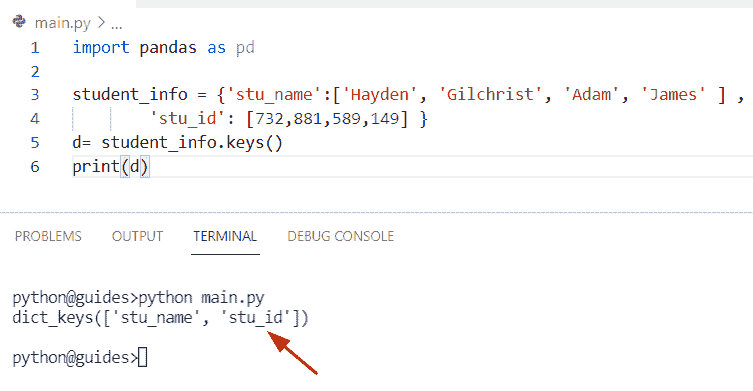 main.py > ...
1 import pandas as pd
2
3 student_info = {'stu_name':['Hayden', 'Gilchrist', 'Adam', 'James' ] ,
4 'stu_id': [732,881,589,149] }
5 d= student_info.keys()
6 print(d)
PROBLEMS OUTPUT TERMINAL DEBUG CONSOLE
python@guides>python main.py
dict_keys(['stu_name', 'stu_id'])
python@guides>